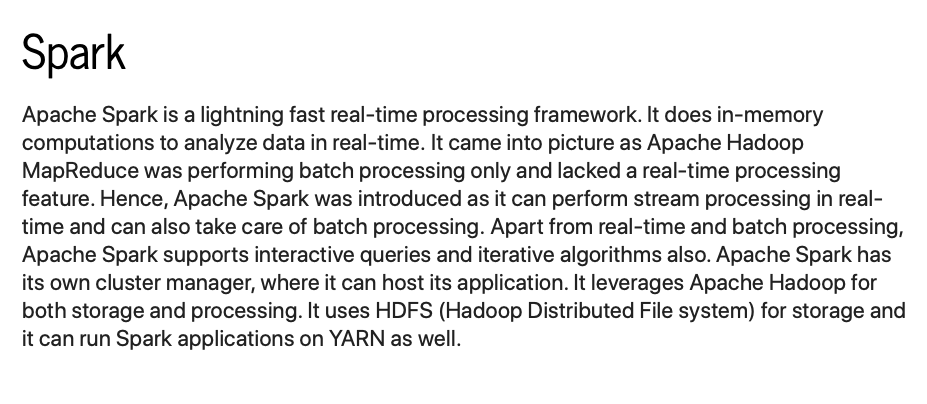 Spark
Apache Spark is a lightning fast real-time processing framework. It does in-memory
computations to analyze data in real-time. It came into picture as Apache Hadoop
MapReduce was performing batch processing only and lacked a real-time processing
feature. Hence, Apache Spark was introduced as it can perform stream processing in real-
time and can also take care of batch processing. Apart from real-time and batch processing,
Apache Spark supports interactive queries and iterative algorithms also. Apache Spark has
its own cluster manager, where it can host its application. It leverages Apache Hadoop for
both storage and processing. It uses HDFS (Hadoop Distributed File system) for storage and
it can run Spark applications on YARN as well.